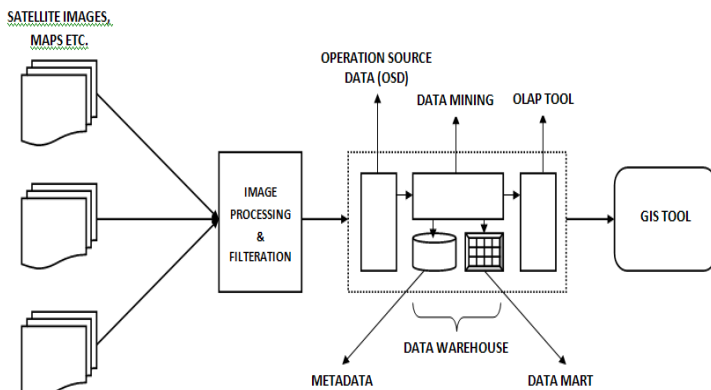 SATELLITE IMAGES,
MAPS ETC.
OPERATION SOURCE
DATA (OSD)
DATA MINING
OLAP TOOL
IMAGE
PROCESSING
&
FILTERATION
GIS TOOL
DATA WAREHOUSE
METADATA
DATA MART